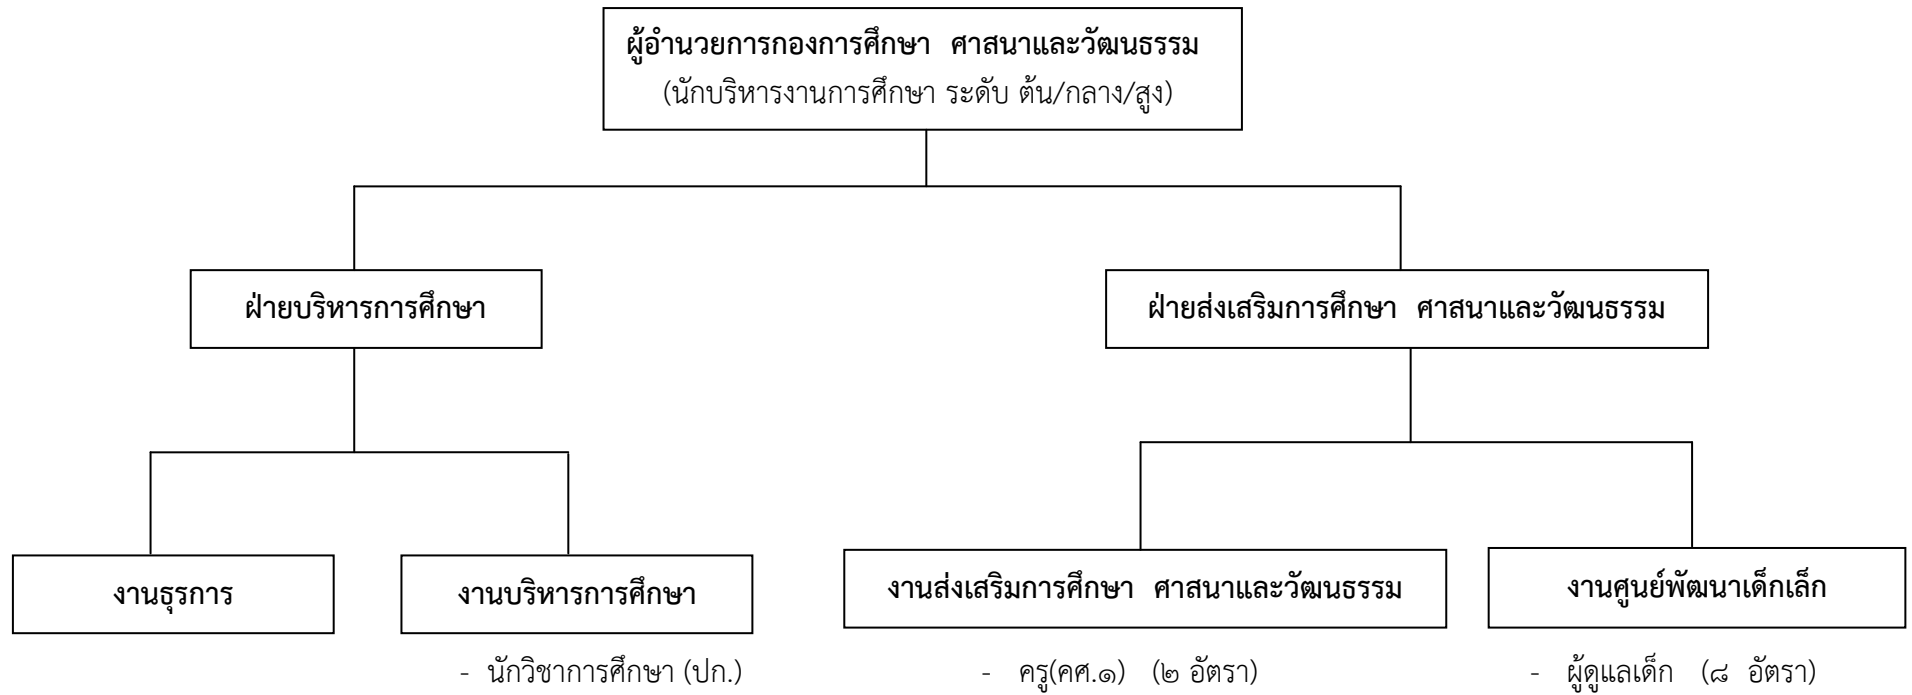 ผู้อำนวยการกองการศึกษา ศาสนาและวัฒนธรรม
(นักบริหารงานการศึกษา ระดับ ต้น/กลาง/สูง)
ฝ่ายบริหารการศึกษา
ฝ่ายส่งเสริมการศึกษา ศาสนาและวัฒนธรรม
งานธุรการ
งานบริหารการศึกษา
งานส่งเสริมการศึกษา ศาสนาและวัฒนธรรม
งานศูนย์พัฒนาเด็กเล็ก
- นักวิชาการศึกษา (ปก.)
- ครู(คศ.๑) (๒ อัตรา)
- ผู้ดูแลเด็ก (๘ อัตรา)